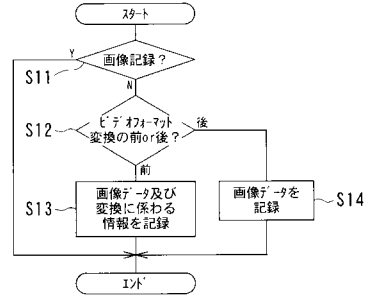 スタート
Y
画像記録？
S11
N
S12
ビデオフォーマット
変換の前or後？
後
前
S13
画像データ及び
変換に係わる
情報を記録
画像データを
記録
S14
エンド